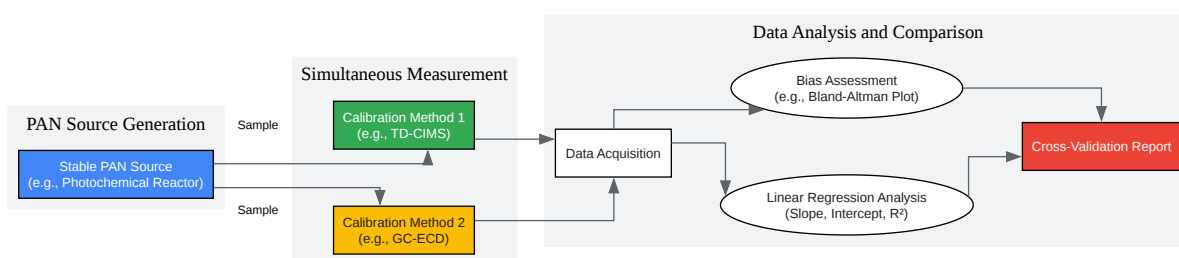 Data Analysis and Comparison
Simultaneous Measurement
PAN Source Generation
Sample
Stable PAN Source
(e.g., Photochemical Reactor)
Sample
Calibration Method 1
(e.g., TD-CIMS)
Calibration Method 2
(e.g., GC-ECD)
Data Acquisition
Bias Assessment
(e.g., Bland-Altman Plot)
Linear Regression Analysis
(Slope, Intercept, R²)
Cross-Validation Report